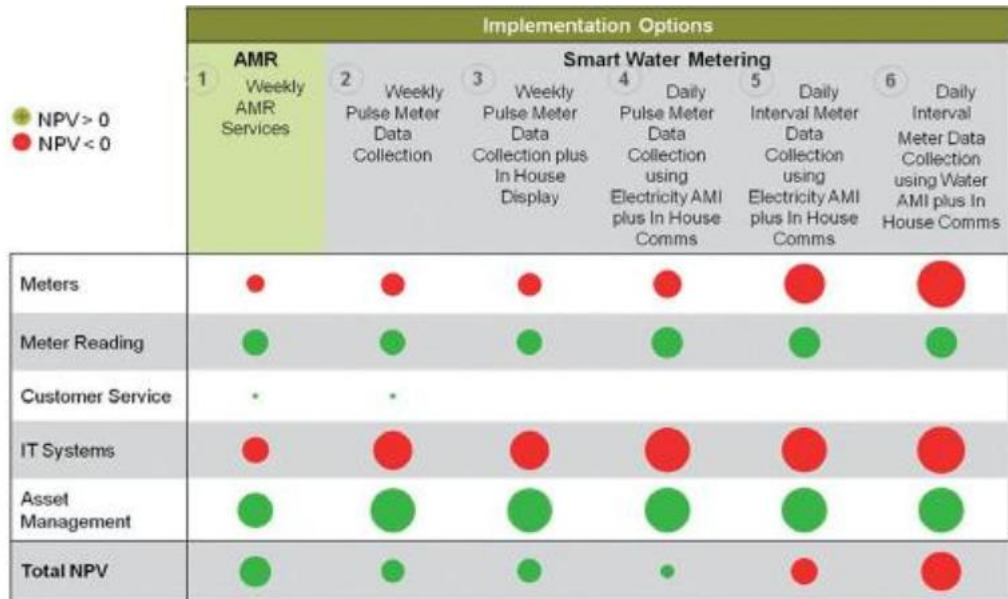 Implementation Options
AMR
Smart Water Metering
NPV > 0
NPV < 0
1 Weekly
AMR
Services
2 Weekly
Pulse Meter
Data
Collection
3 Weekly
Pulse Meter
Data
Collection plus
In House
Display
4 Daily
Pulse Meter
Data
Collection
using
Electricity AMI
plus In House
Comms
5 Daily
Interval Meter
Data
Collection
using
Electricity AMI
plus In House
Comms
6 Daily
Interval
Meter Data
Collection
using Water
AMI plus In
House Comms
Meters
Meter Reading
Customer Service
IT Systems
Asset
Management
Total NPV